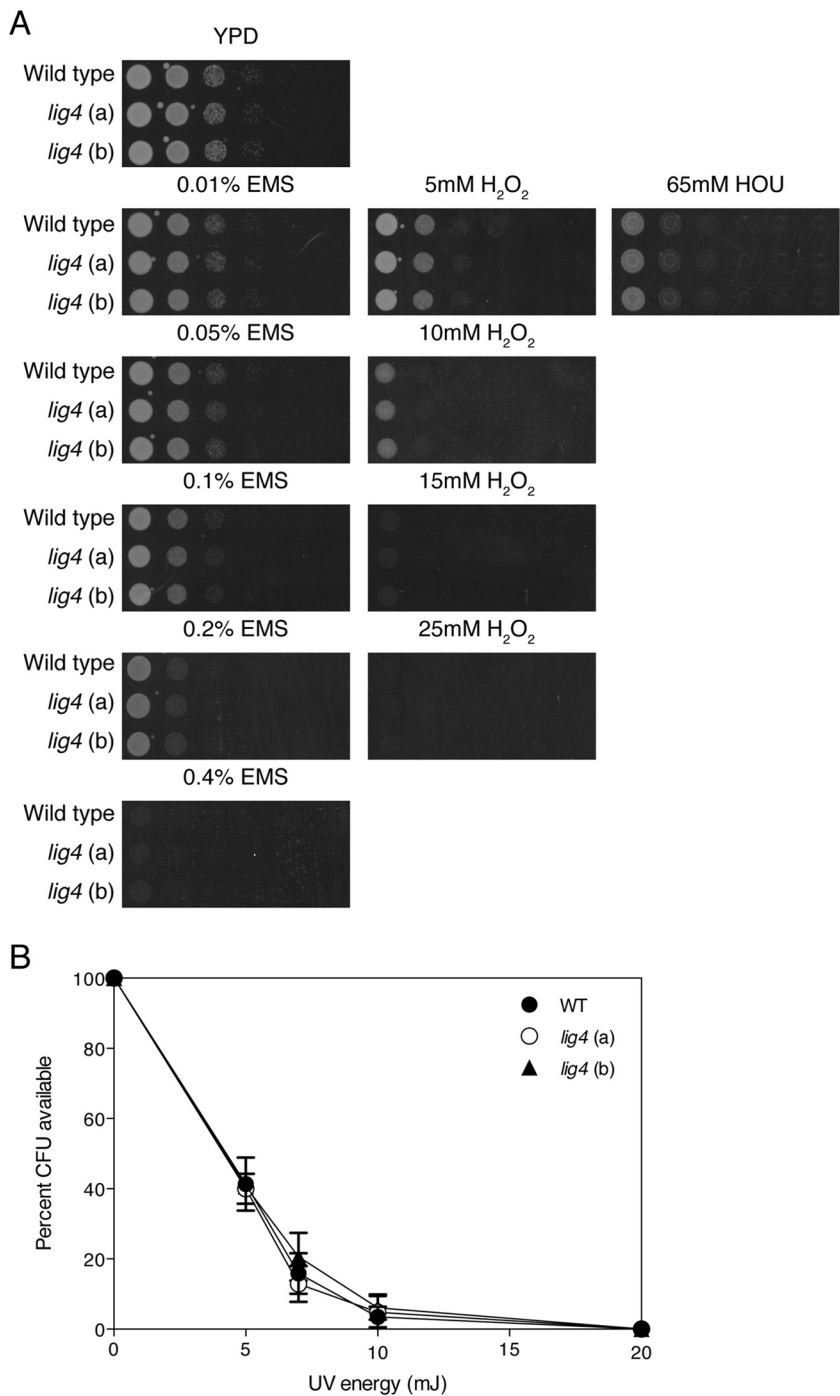 A
YPD
Wild type
lig4 (a)
lig4 (b)
0.01% EMS 5mM H2O2 65mM HOU
Wild type
lig4 (a)
lig4 (b)
0.05% EMS 10mM H2O2
Wild type
lig4 (a)
lig4 (b)
0.1% EMS 15mM H2O2
Wild type
lig4 (a)
lig4 (b)
0.2% EMS 25mM H2O2
Wild type
lig4 (a)
lig4 (b)
0.4% EMS
Wild type
lig4 (a)
lig4 (b)
B
Percent CFU available
100
80
60
40
20
0
WT
lig4 (a)
lig4 (b)
0 5 10 15 20
UV energy (mJ)